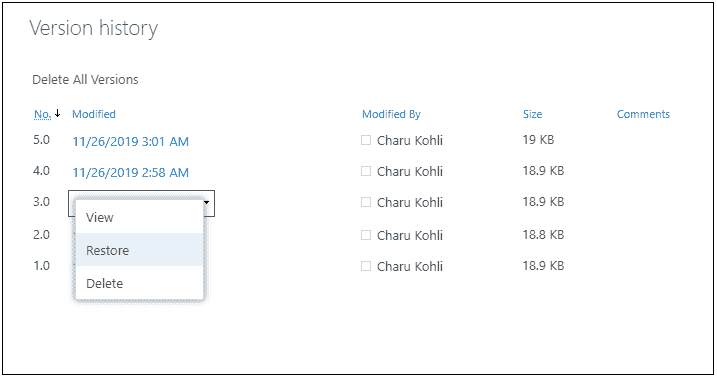 Version history
Delete All Versions
No. Modified Modified By Size Comments
5.0 11/26/2019 3:01 AM Charu Kohli 19 KB
4.0 11/26/2019 2:58 AM Charu Kohli 18.9 KB
3.0 Charu Kohli 18.9 KB
View
2.0 Charu Kohli 18.8 KB
Restore
1.0 Charu Kohli 18.9 KB
Delete